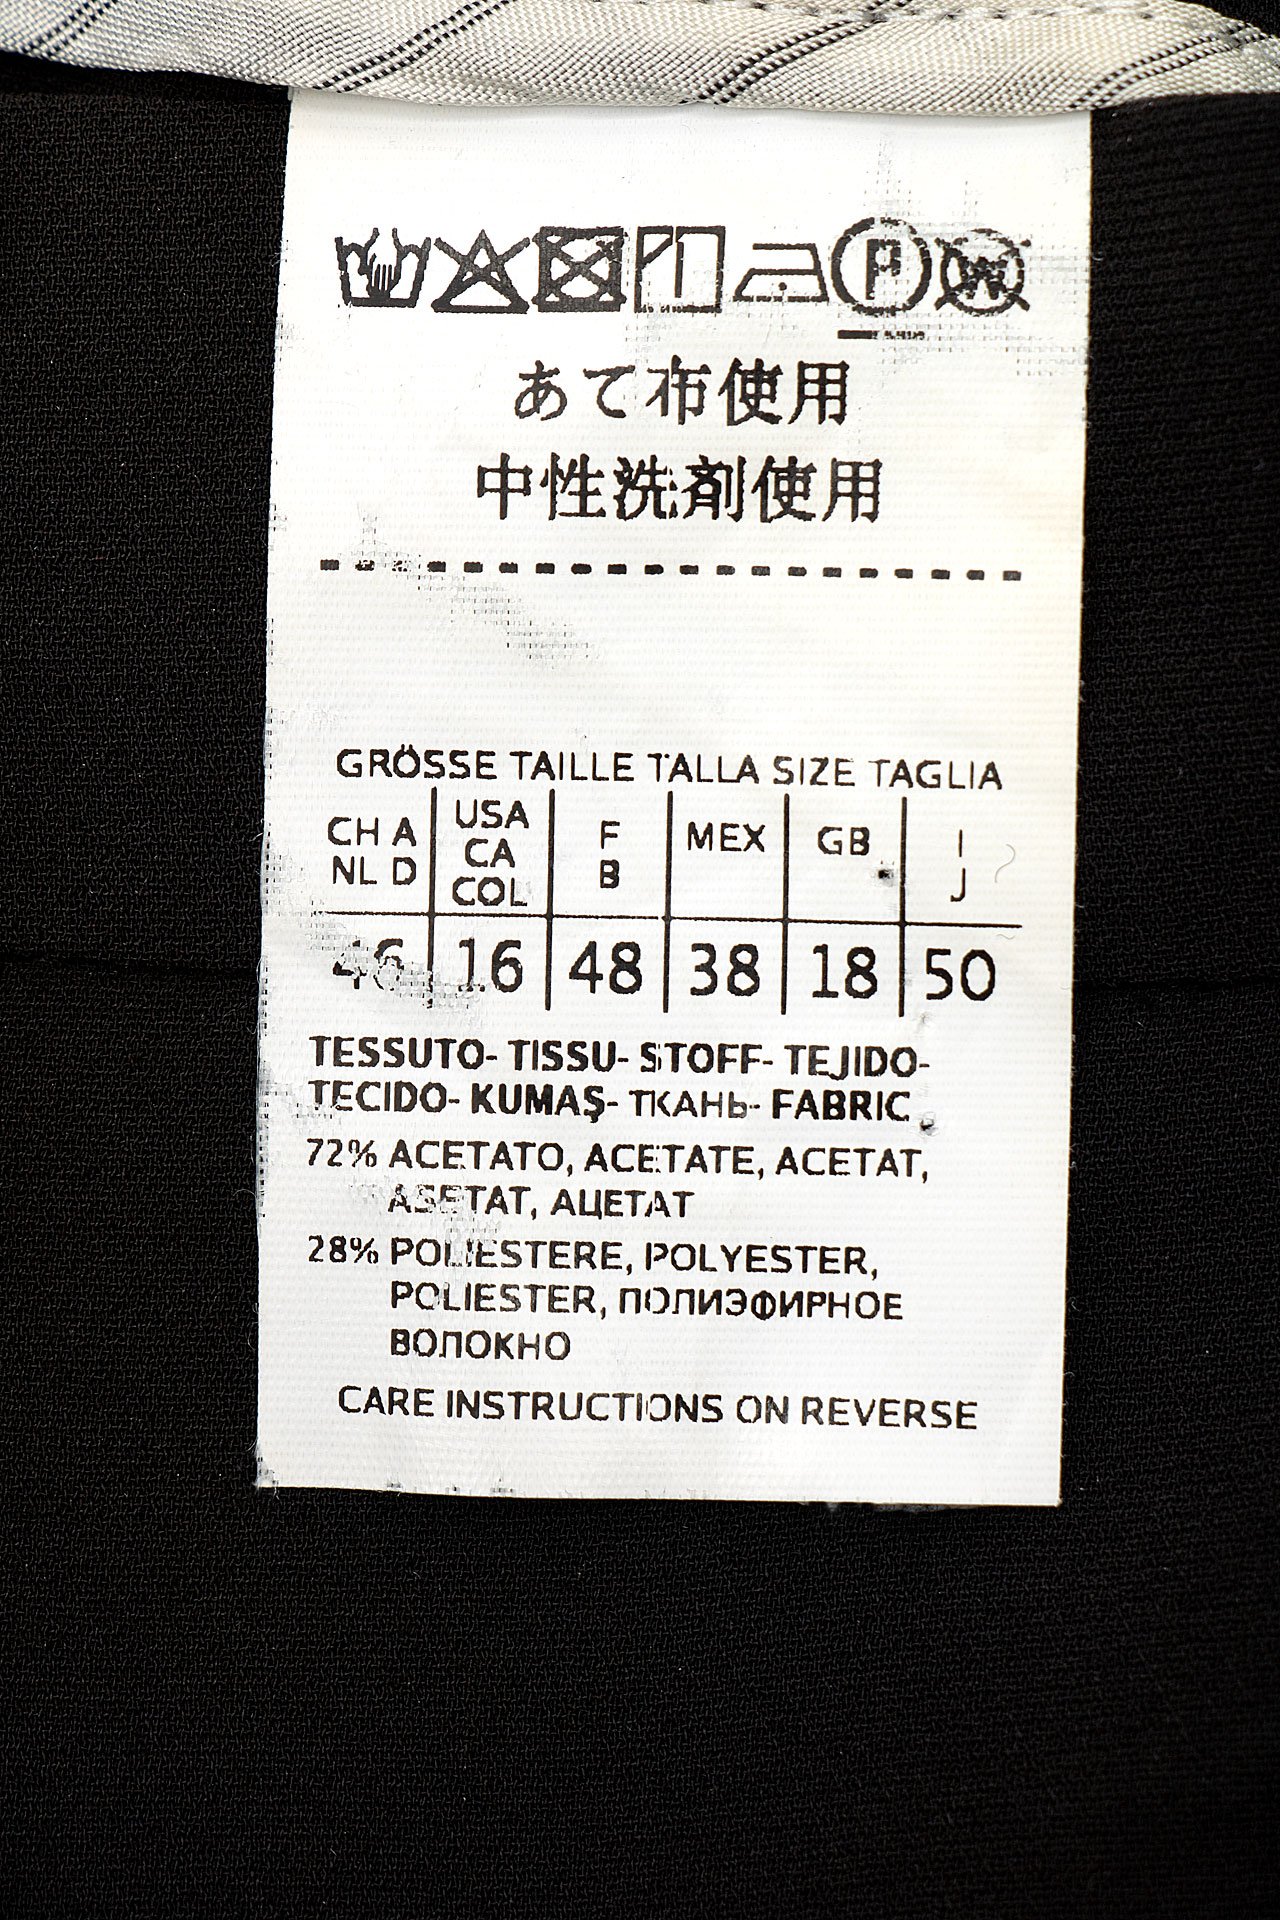 P W
あて布使用
中性洗剤使用
GRÖSSE TAILLE TALLA SIZE TAGLIA
CH A NL D USA CA COL F B MEX GB I J
46 16 48 38 18 50
TESSUTO- TISSU- STOFF- TEJIDO-
TECIDO- KUMAŞ- ТКАНЬ- FABRIC
72% ACETATO, ACETATE, ACETAT,
ASETAT, АЦЕТАТ
28% POLIESTERE, POLYESTER,
POLIESTER, ПОЛИЭФИРНОЕ
ВОЛОКНО
CARE INSTRUCTIONS ON REVERSE